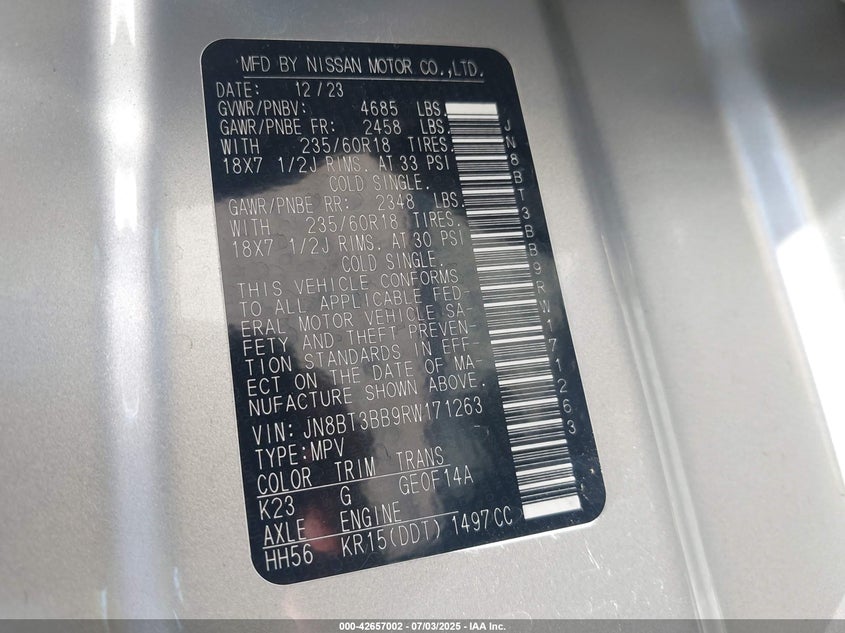 MFD BY NISSAN MOTOR CO.,LTD.
DATE: 12/23
GVWR/PNBV: 4685 LBS.
GAWR/PNBE FR: 2458 LBS.
WITH 235/60R18 TIRES.
18X7 1/2J RIMS. AT 33 PSI
COLD SINGLE.
GAWR/PNBE RR: 2348 LBS.
WITH 235/60R18 TIRES.
18X7 1/2J RIMS. AT 30 PSI
COLD SINGLE.
THIS VEHICLE CONFORMS
TO ALL APPLICABLE FED-
ERAL MOTOR VEHICLE SA-
FETY AND THEFT PREVEN-
TION STANDARDS IN EFF-
ECT ON THE DATE OF MA-
NUFACTURE SHOWN ABOVE.
VIN: JN8BT3BB9RW171263
TYPE:MPV
COLOR TRIM TRANS
K23 G GE0F14A
AXLE ENGINE
HH56 KR15(DDT) 1497CC
JN8BT3BB9RW171263
000-42657002 - 07/03/2025 - IAA Inc.